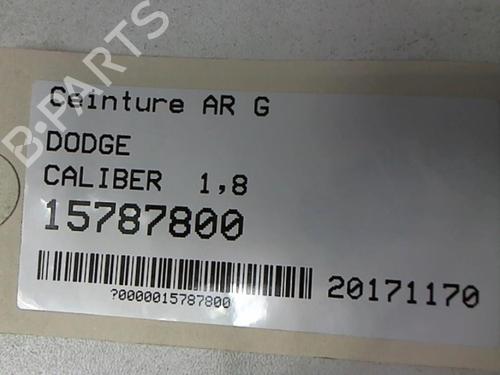 B-PARTS
Ceinture AR G
DODGE
CALIBER 1,8
15787800
20171170
?0000015787800